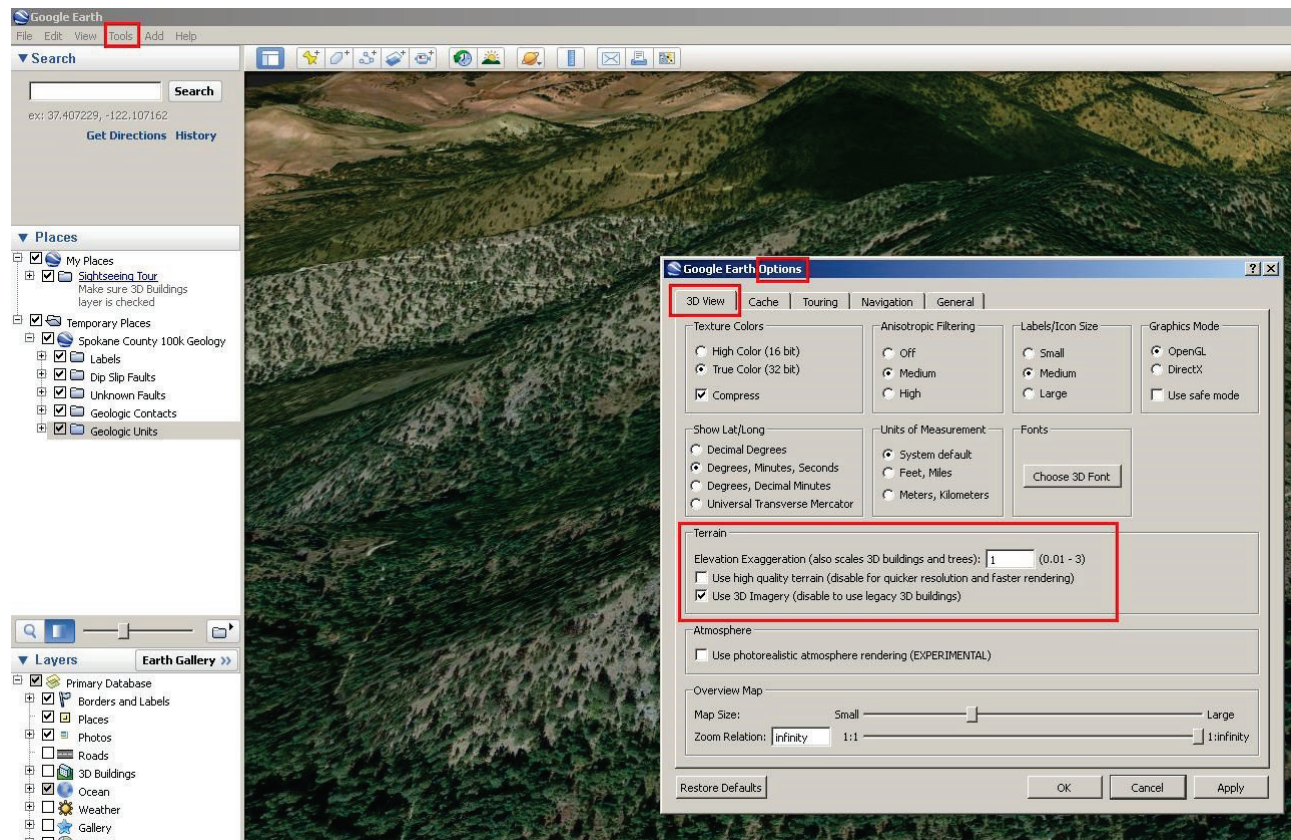 Google Earth
File Edit View Tools Add Help
Search
Search
ex: 37.407229, -122.107162
Get Directions History
Places
My Places
Sightseeing Tour
Make sure 3D Buildings
layer is checked
Temporary Places
Spokane County 100k Geology
Labels
Dip Slip Faults
Unknown Faults
Geologic Contacts
Geologic Units
Layers Earth Gallery »
Primary Database
Borders and Labels
Places
Photos
Roads
3D Buildings
Ocean
Weather
Gallery
Google Earth Options
3D View Cache Touring Navigation General
Texture Colors
High Color (16 bit)
True Color (32 bit)
Compress
Anisotropic Filtering
Off
Medium
High
Labels/Icon Size
Small
Medium
Large
Graphics Mode
OpenGL
DirectX
Use safe mode
Show Lat/Long
Decimal Degrees
Degrees, Minutes, Seconds
Degrees, Decimal Minutes
Universal Transverse Mercator
Units of Measurement
System default
Feet, Miles
Meters, Kilometers
Fonts
Choose 3D Font
Terrain
Elevation Exaggeration (also scales 3D buildings and trees): 1 (0.01 - 3)
Use high quality terrain (disable for quicker resolution and faster rendering)
Use 3D Imagery (disable to use legacy 3D buildings)
Atmosphere
Use photorealistic atmosphere rendering (EXPERIMENTAL)
Overview Map
Map Size: Small Large
Zoom Relation: infinity 1:1 1:infinity
Restore Defaults OK Cancel Apply